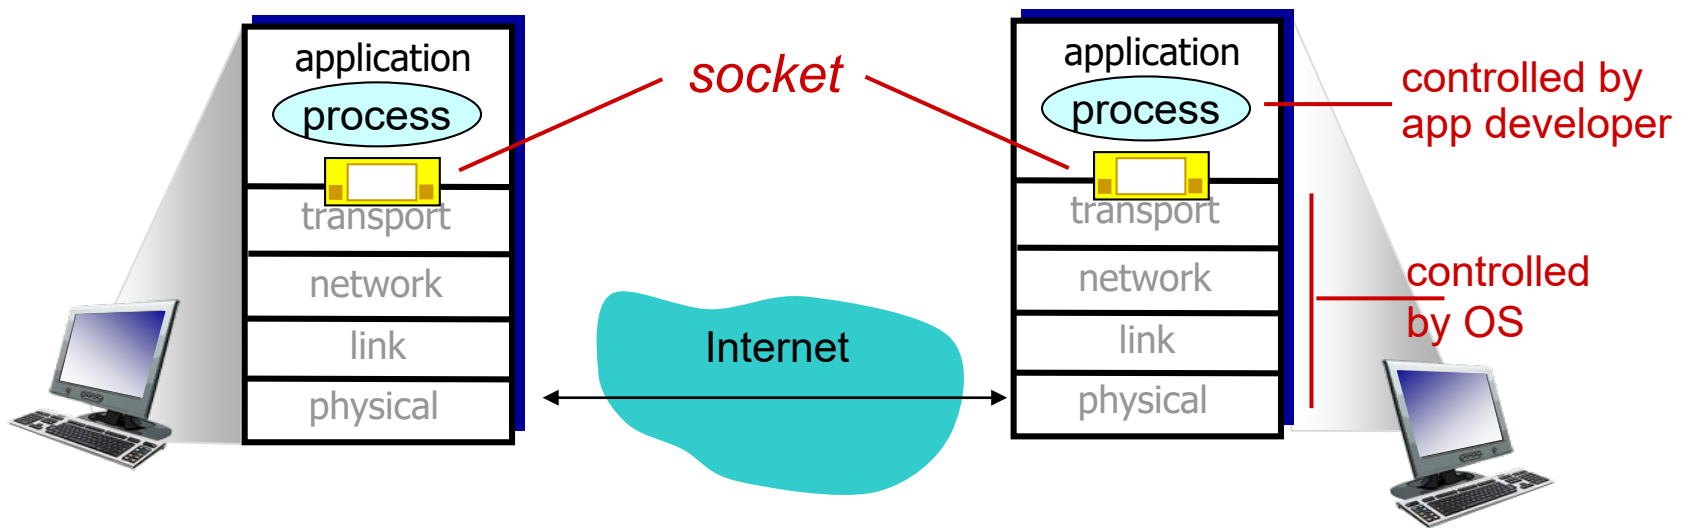 application
process
transport
network
link
physical
socket
Internet
application
process
transport
network
link
physical
controlled by
app developer
controlled
by OS